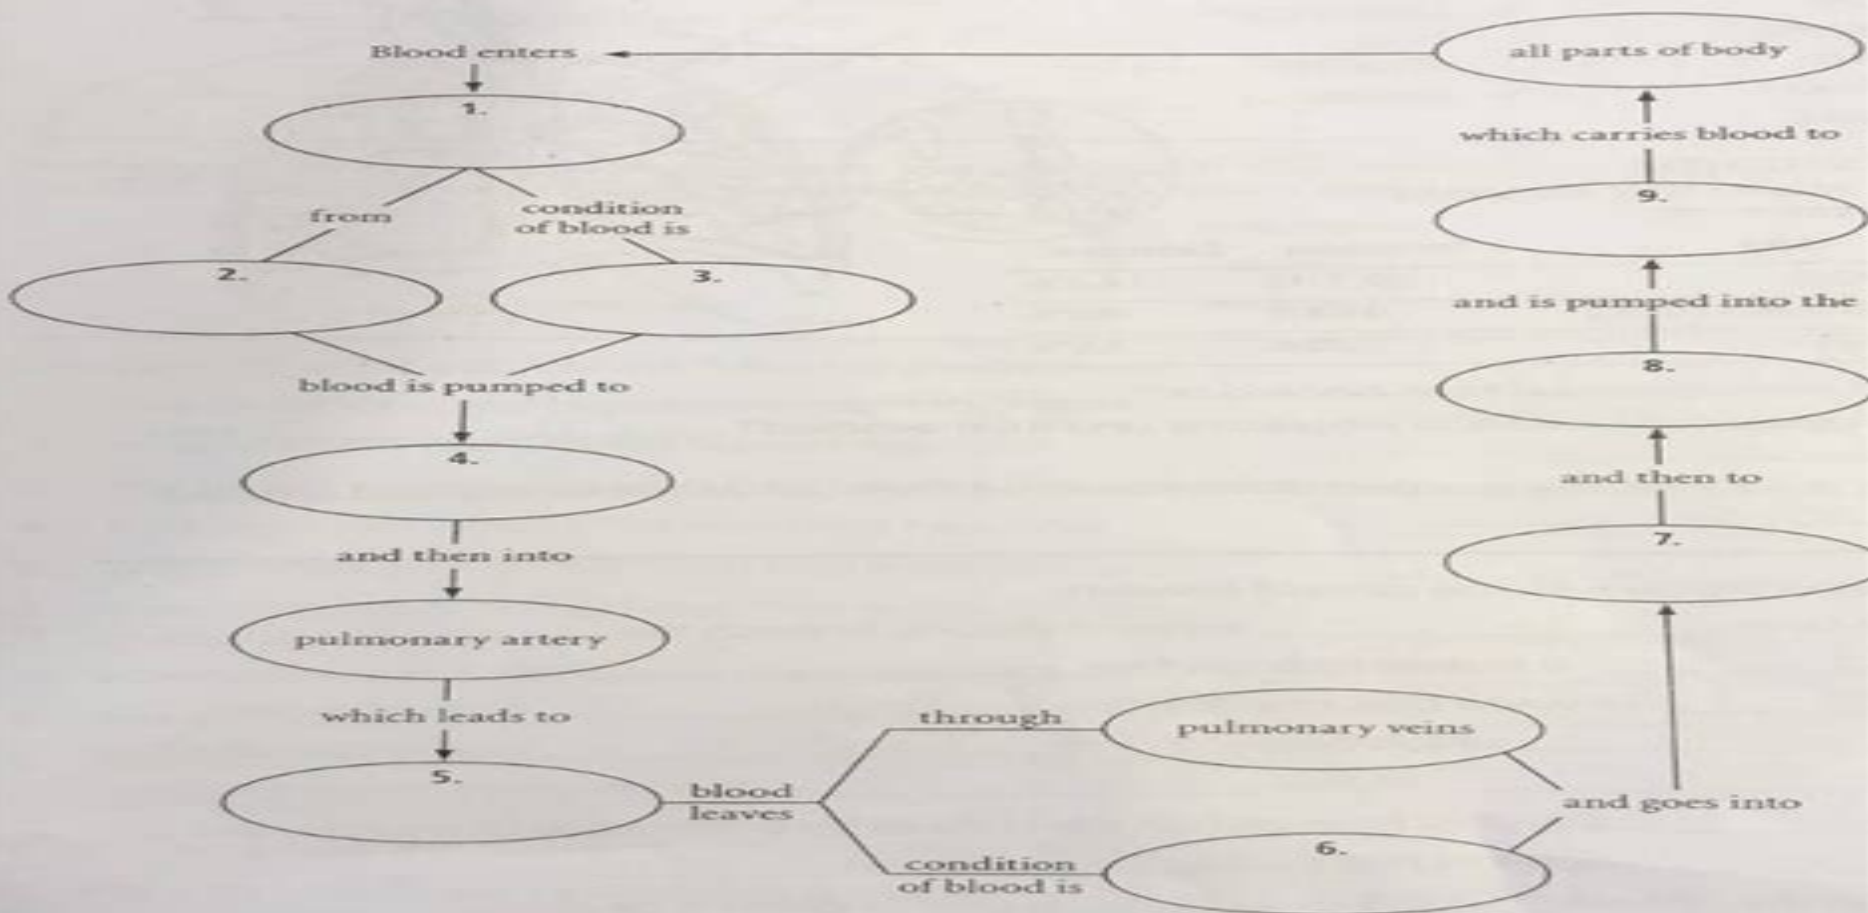 Blood enters
all parts of body
1.
which carries blood to
9.
from
condition
of blood is
2.
3.
and is pumped into the
blood is pumped to
8.
4.
and then to
and then into
7.
pulmonary artery
which leads to
through
pulmonary veins
5.
blood
leaves
and goes into
6.
condition
of blood is